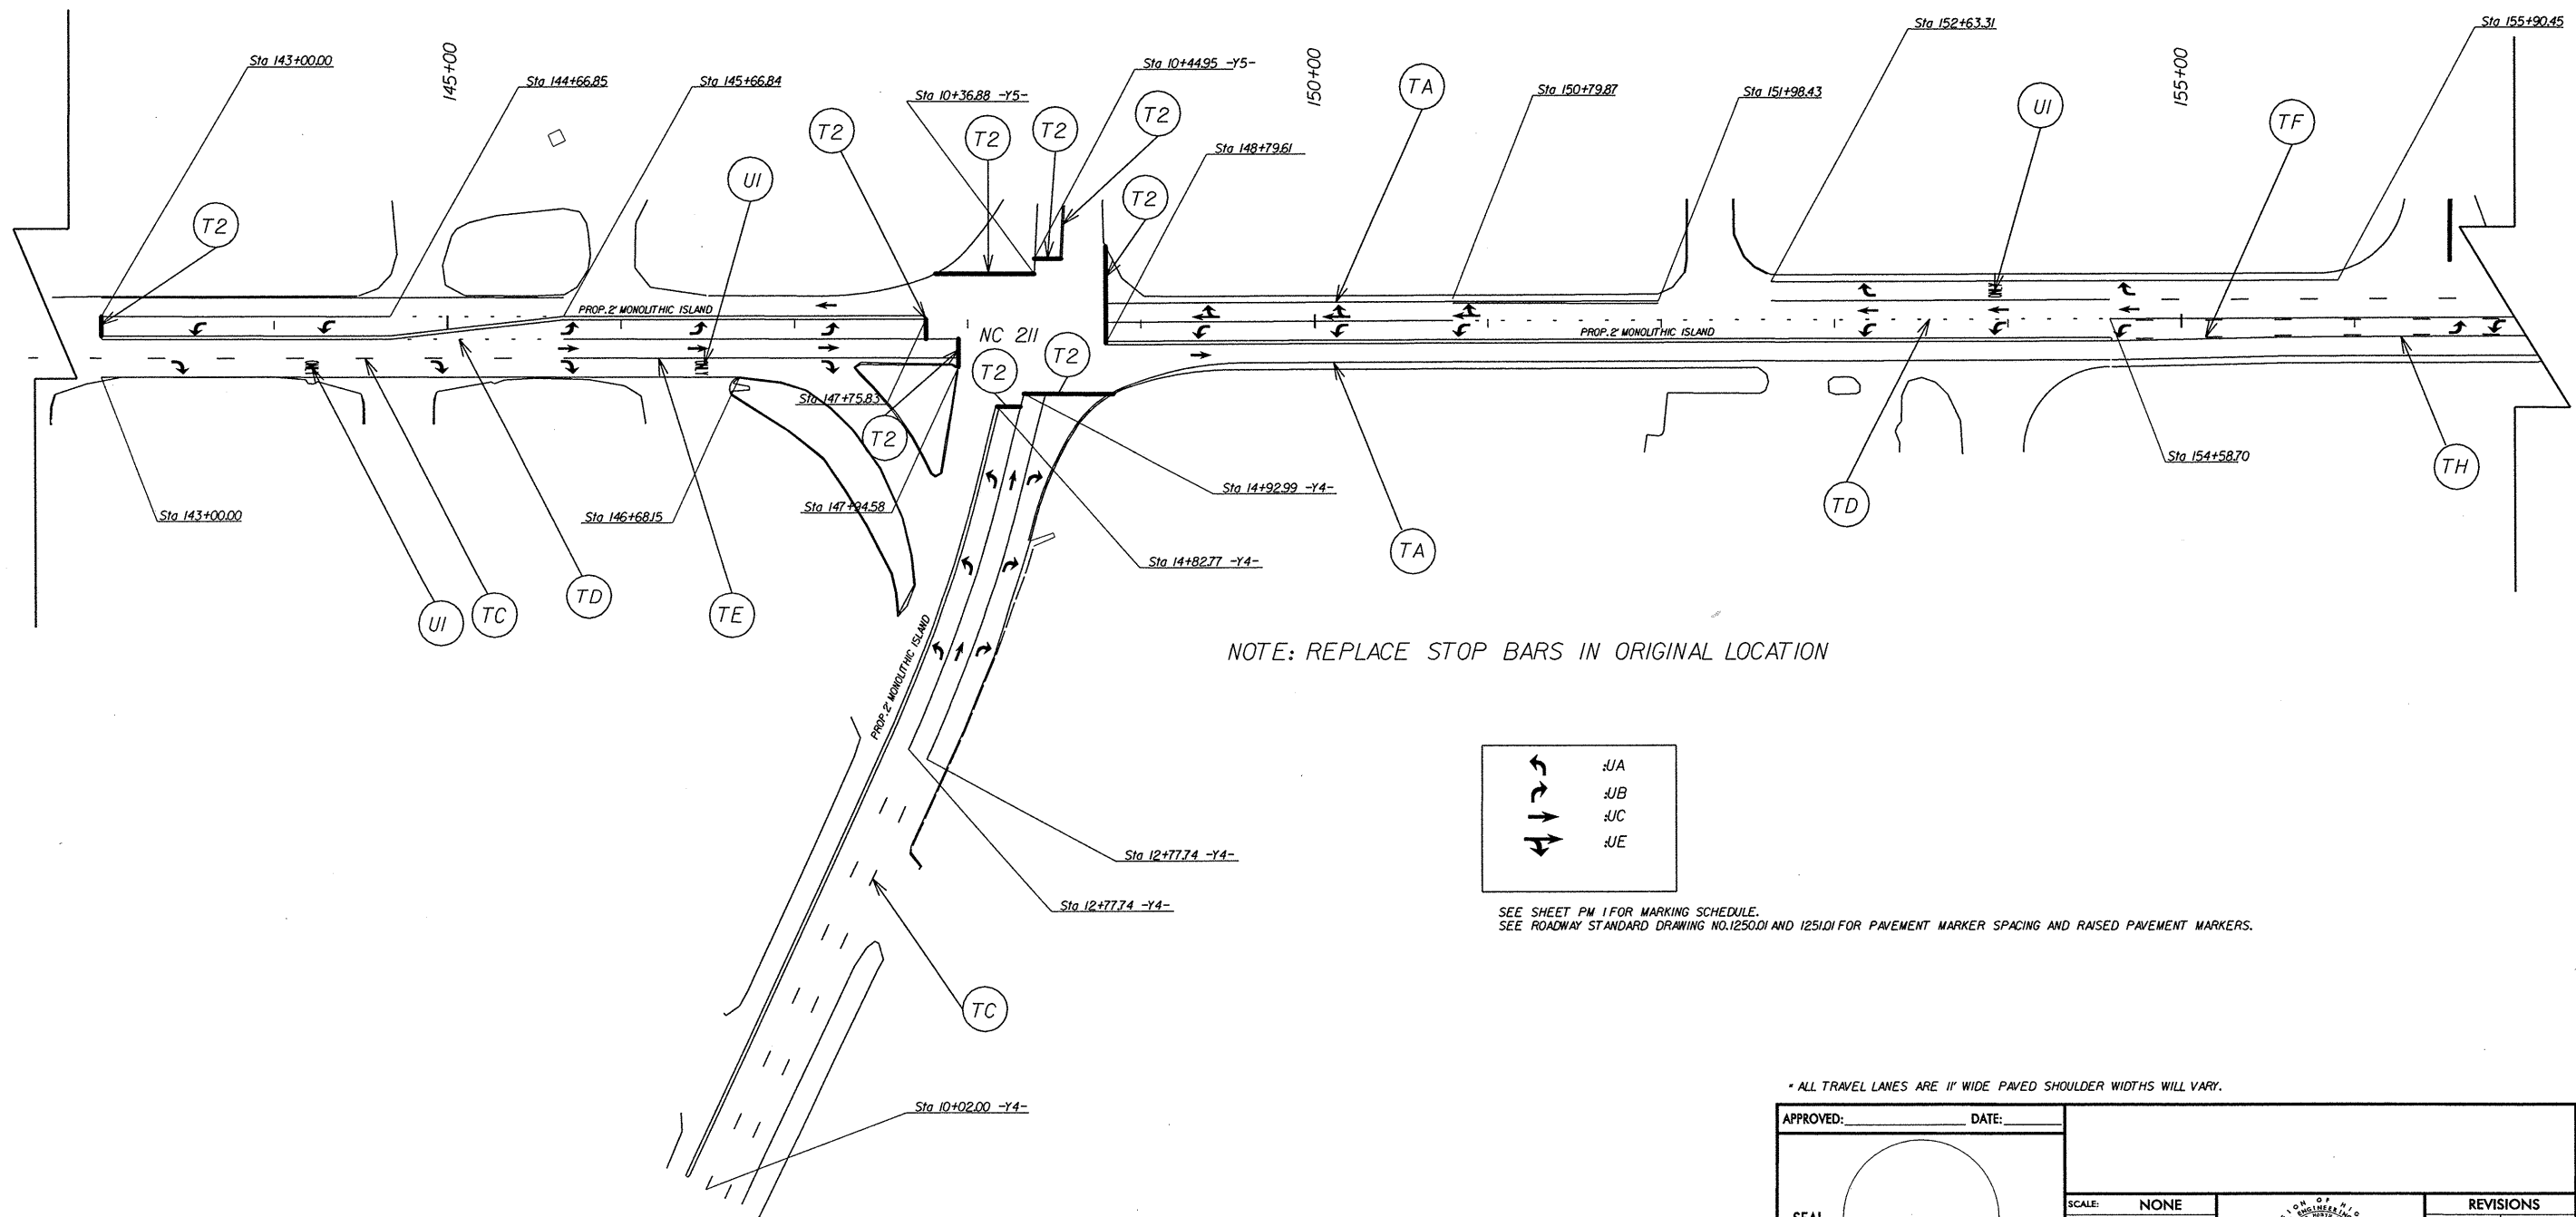 Sta 152+63.31
Sta 155+90.45
Sta 143+00.00
145+00
Sta 144+66.85
Sta 145+66.84
Sta 10+36.88 -Y5-
Sta 10+44.95 -Y5-
150+00
TA
Sta 150+79.87
Sta 151+98.43
U1
155+00
TF
T2
T2
T2
T2
Sta 148+79.61
U1
T2
T2
PROP. 2' MONOLITHIC ISLAND
NC 211
PROP. 2' MONOLITHIC ISLAND
ONLY
T2
T2
ONLY
ONLY
Sta 147+75.83
T2
Sta 154+58.70
TH
Sta 143+00.00
Sta 146+68.15
Sta 147+94.58
Sta 14+92.99 -Y4-
TD
Sta 14+82.77 -Y4-
TA
U1
TC
TD
TE
PROP. 2' MONOLITHIC ISLAND
NOTE: REPLACE STOP BARS IN ORIGINAL LOCATION
:UA
:UB
:UC
:UE
Sta 12+77.74 -Y4-
Sta 12+77.74 -Y4-
SEE SHEET PM 1 FOR MARKING SCHEDULE.
SEE ROADWAY STANDARD DRAWING NO. 1250.01 AND 1251.01 FOR PAVEMENT MARKER SPACING AND RAISED PAVEMENT MARKERS.
TC
Sta 10+02.00 -Y4-
* ALL TRAVEL LANES ARE 11' WIDE PAVED SHOULDER WIDTHS WILL VARY.
APPROVED: DATE:
SCALE: NONE
REVISIONS
SEAL